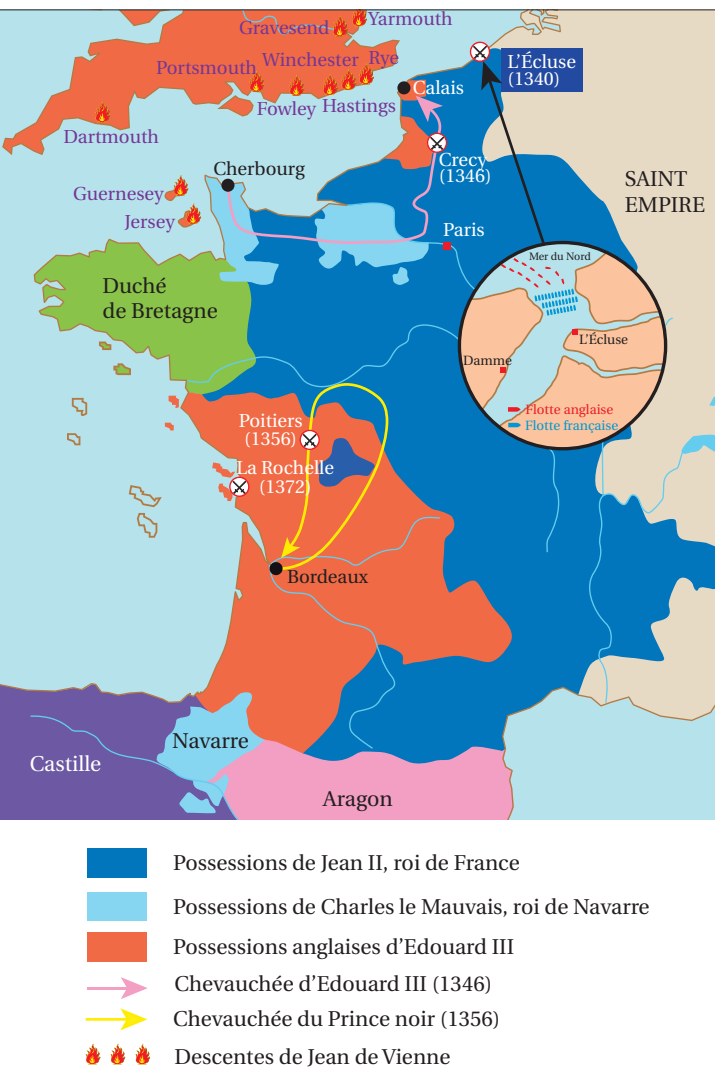 Yarmouth
Gravesend
Winchester Rye
Portsmouth
L’Écluse
(1340)
Calais
Fowley Hastings
Dartmouth
Crecy
(1346)
Cherbourg
SAINT
EMPIRE
Guernesey
Jersey
Paris
Mer du Nord
Duché
de Bretagne
L’Écluse
Damme
Flotte anglaise
Flotte française
Poitiers
(1356)
La Rochelle
(1372)
Bordeaux
Navarre
Castille
Aragon
Possessions de Jean II, roi de France
Possessions de Charles le Mauvais, roi de Navarre
Possessions anglaises d’Edouard III
Chevauchée d’Edouard III (1346)
Chevauchée du Prince noir (1356)
Descentes de Jean de Vienne